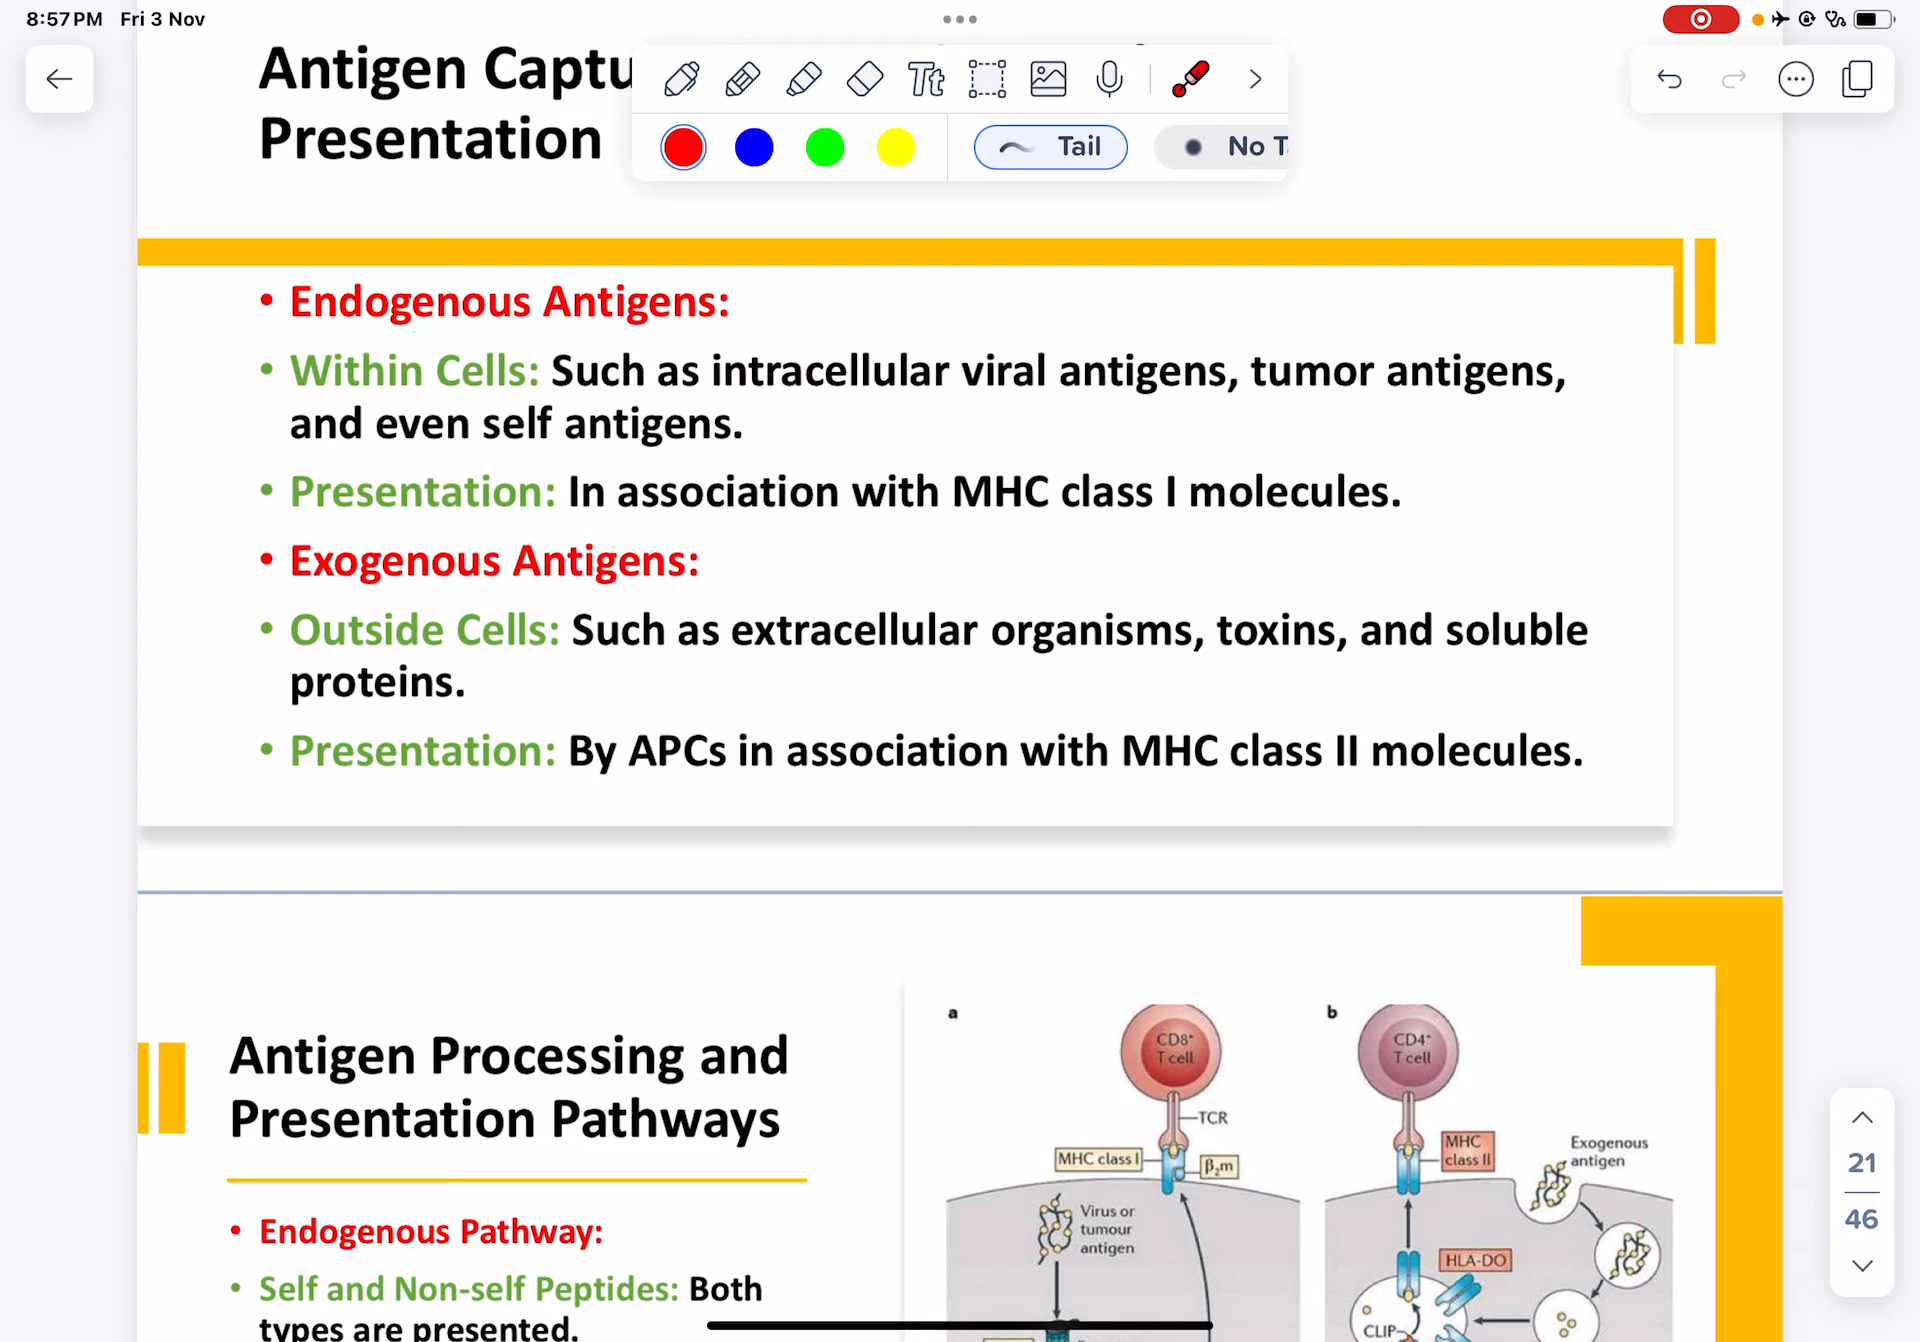 8:57 PM Fri 3 Nov
Antigen Captu
Presentation
Tt
Tail
No T
• Endogenous Antigens:
• Within Cells: Such as intracellular viral antigens, tumor antigens,
and even self antigens.
• Presentation: In association with MHC class I molecules.
• Exogenous Antigens:
• Outside Cells: Such as extracellular organisms, toxins, and soluble
proteins.
• Presentation: By APCs in association with MHC class II molecules.
Antigen Processing and
Presentation Pathways
• Endogenous Pathway:
• Self and Non-self Peptides: Both
types are presented.
a
CD8+
T cell
TCR
MHC class I
β₂m
Virus or
tumour
antigen
b
CD4+
T cell
MHC
class II
Exogenous
antigen
HLA-DO
CLIP
21
46